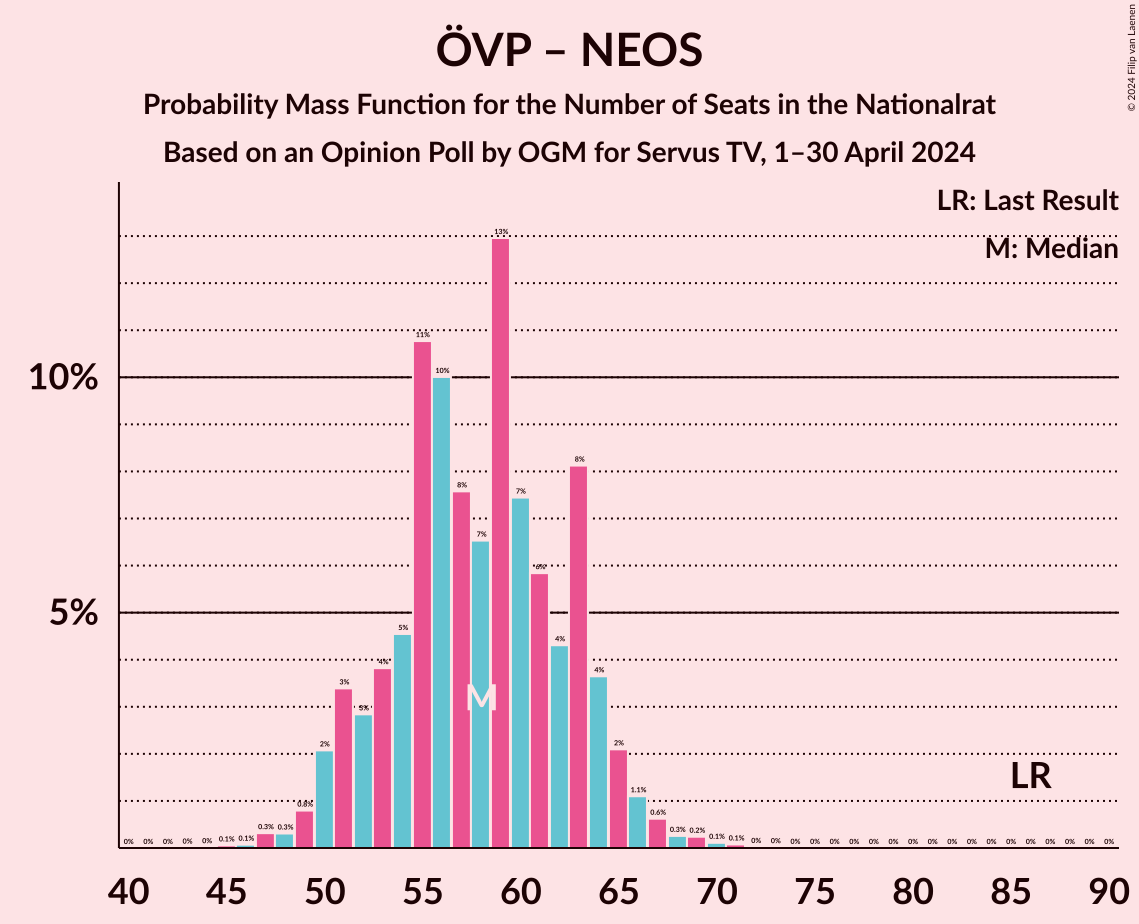 ÖVP – NEOS
Probability Mass Function for the Number of Seats in the Nationalrat
Based on an Opinion Poll by OGM for Servus TV, 1–30 April 2024
© 2024 Filip van Laenen
LR: Last Result
M: Median
10%
5%
0% 0% 0% 0% 0% 0.1% 0.1% 0.3% 0.3% 0.8% 2% 3% 3% 4% 5% 11% 10% 8% 7% 13% 7% 6% 4% 8% 4% 2% 1.1% 0.6% 0.3% 0.2% 0.1% 0.1% 0% 0% 0% 0% 0% 0% 0% 0% 0% 0% 0% 0% 0% 0% 0% 0% 0% 0% 0%
M
LR
40 45 50 55 60 65 70 75 80 85 90